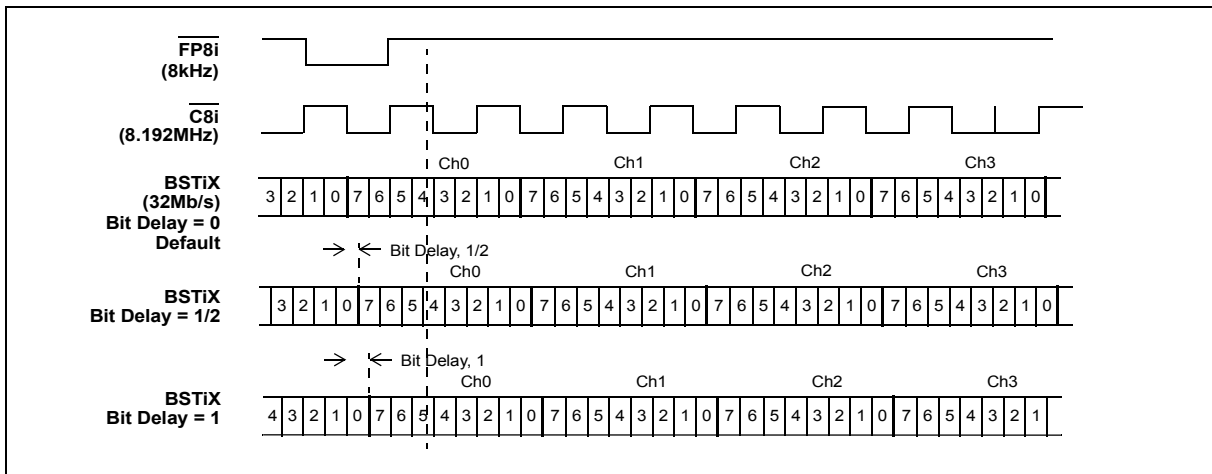 FP8i
(8kHz)
C8i
(8.192MHz)
Ch0 Ch1 Ch2 Ch3
BSTiX
(32Mb/s)
Bit Delay = 0
Default
3 2 1 0 7 6 5 4 3 2 1 0 7 6 5 4 3 2 1 0 7 6 5 4 3 2 1 0 7 6 5 4 3 2 1 0
Bit Delay, 1/2
Ch0 Ch1 Ch2 Ch3
BSTiX
Bit Delay = 1/2
3 2 1 0 7 6 5 4 3 2 1 0 7 6 5 4 3 2 1 0 7 6 5 4 3 2 1 0 7 6 5 4 3 2 1 0
Bit Delay, 1
Ch0 Ch1 Ch2 Ch3
BSTiX
Bit Delay = 1
4 3 2 1 0 7 6 5 4 3 2 1 0 7 6 5 4 3 2 1 0 7 6 5 4 3 2 1 0 7 6 5 4 3 2 1